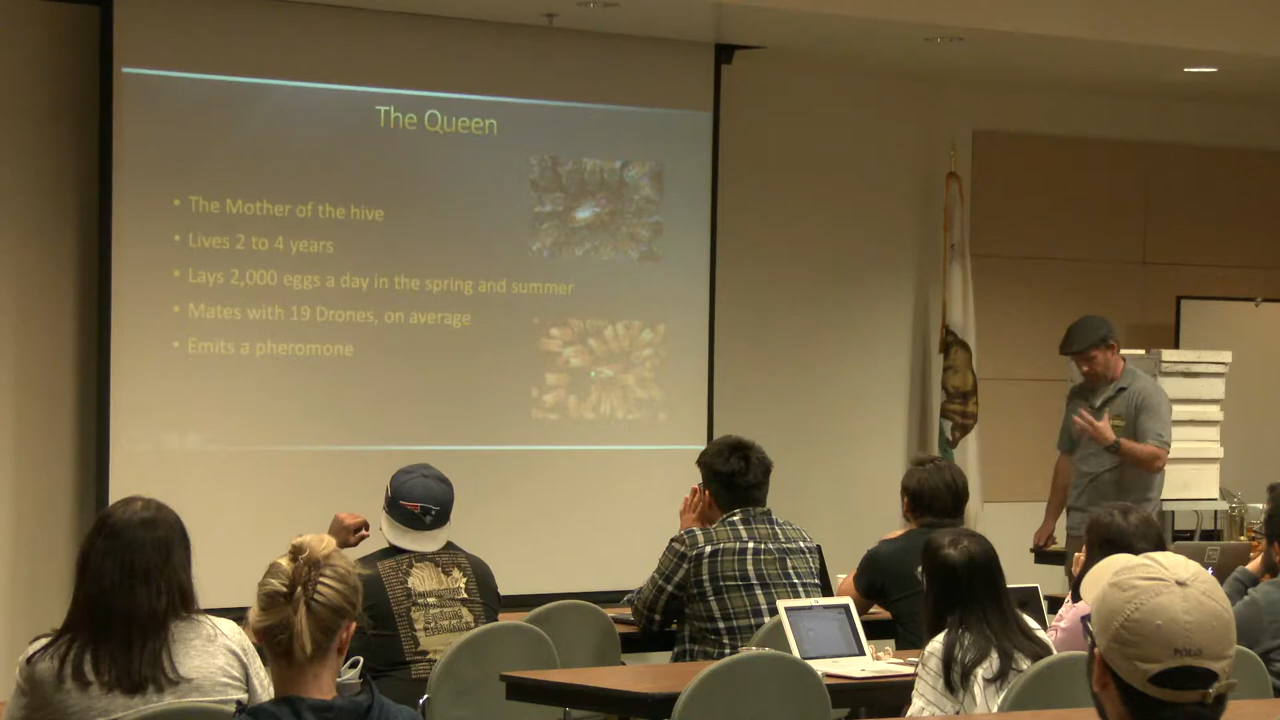 The Queen
• The Mother of the hive
• Lives 2 to 4 years
• Lays 2,000 eggs a day in the spring and summer
• Mates with 19 Drones, on average
• Emits a pheromone
POLO